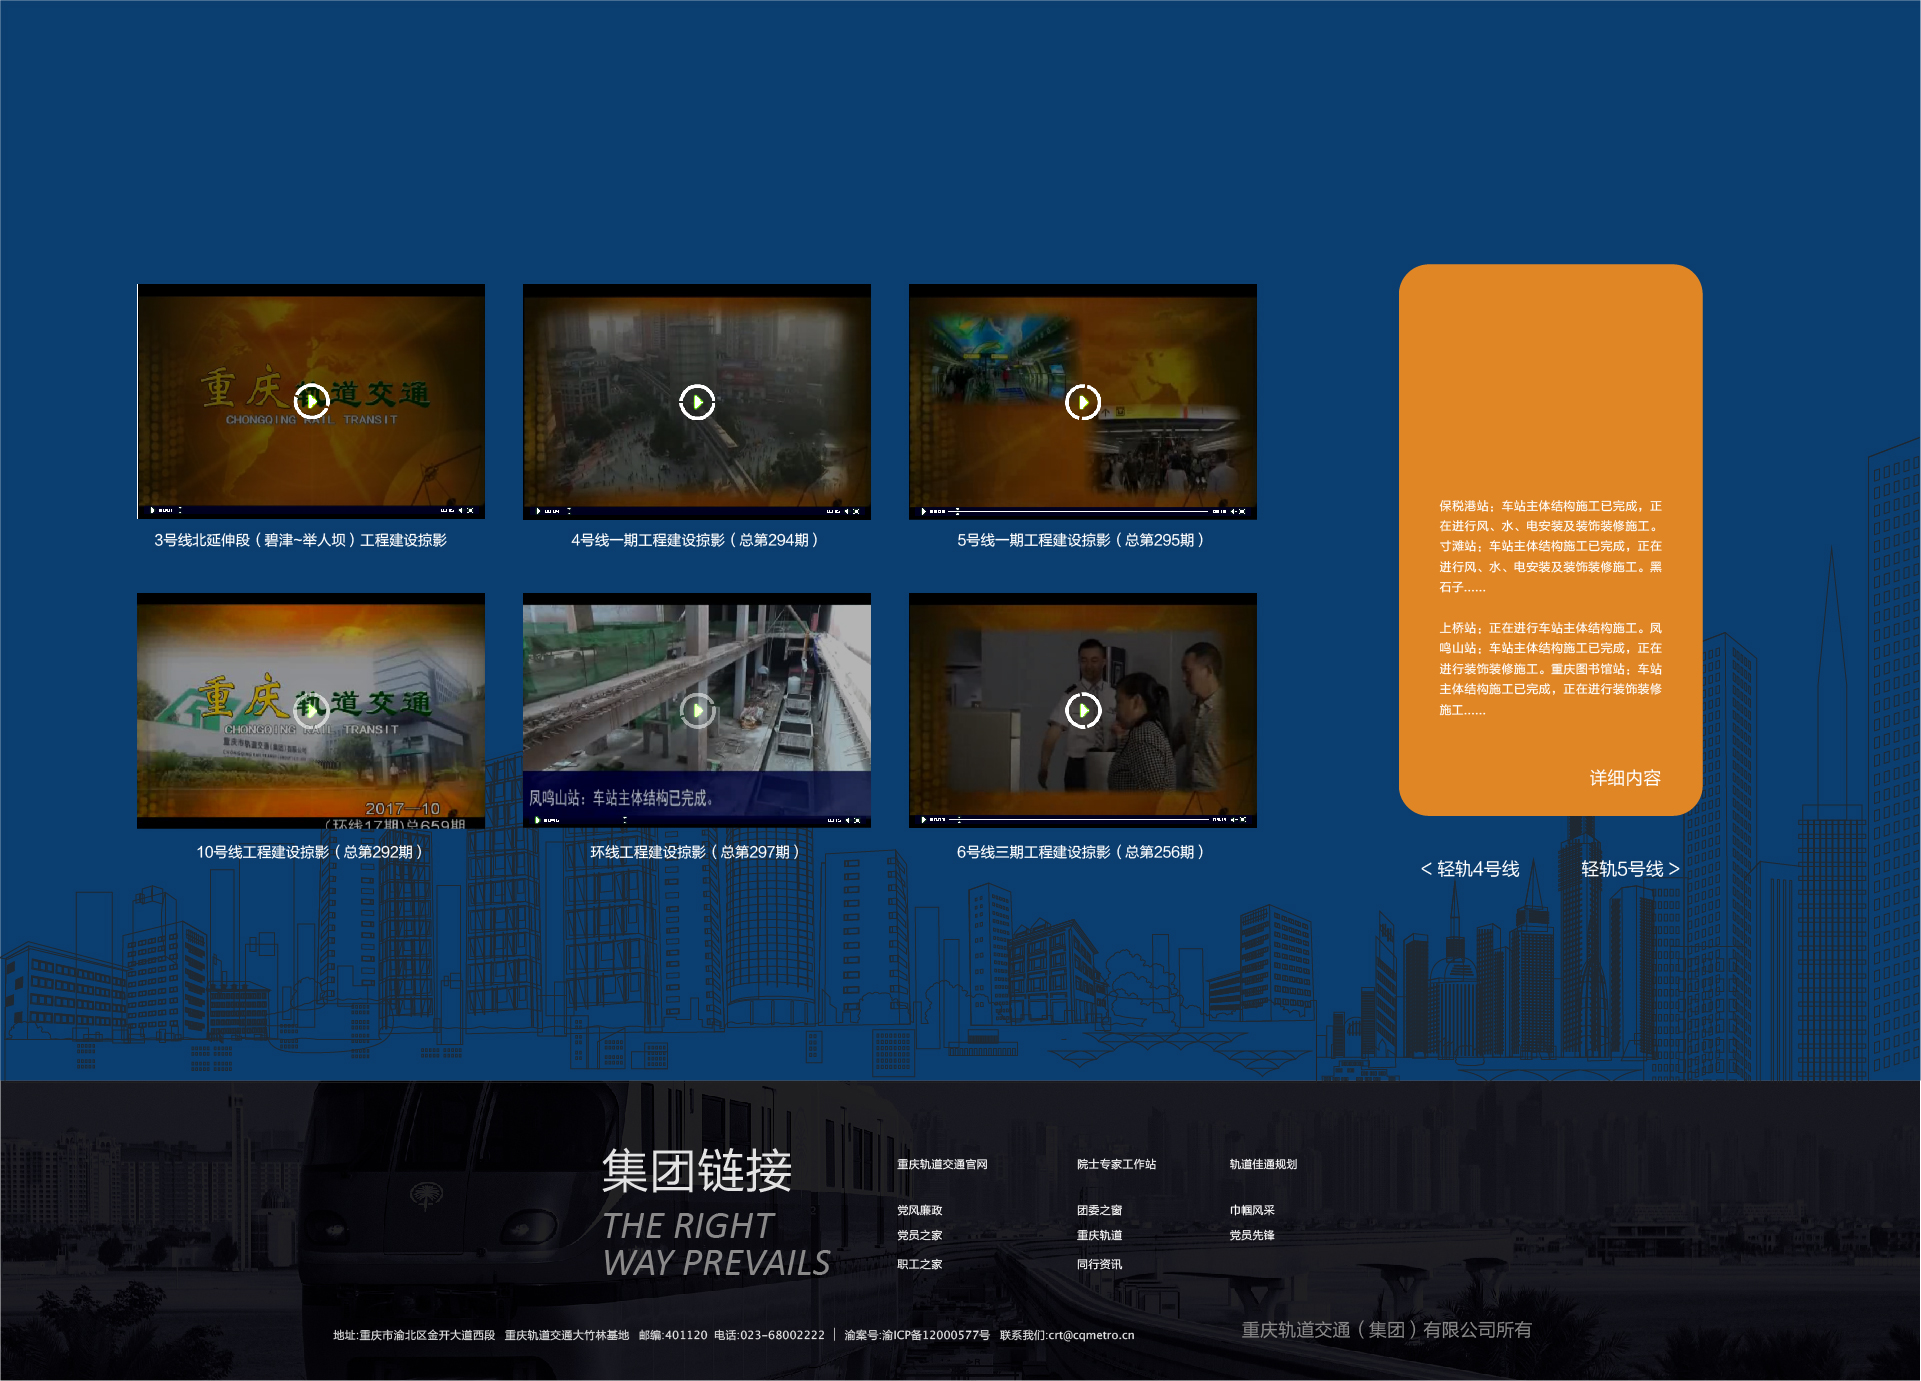 重庆轨道交通
CHONGQING RAIL TRANSIT
3号线北延伸段（碧津~举人坝）工程建设掠影
4号线一期工程建设掠影（总第294期）
5号线一期工程建设掠影（总第295期）
重庆轨道交通
CHONGQING RAIL TRANSIT
2017—10
（环线17期)总659期
10号线工程建设掠影（总第292期）
凤鸣山站：车站主体结构已完成。
环线工程建设掠影（总第297期）
6号线三期工程建设掠影（总第256期）
保税港站：车站主体结构施工已完成，正
在进行风、水、电安装及装饰装修施工。
寸滩站：车站主体结构施工已完成，正在
进行风、水、电安装及装饰装修施工。黑
石子......
上桥站：正在进行车站主体结构施工。凤
鸣山站：车站主体结构施工已完成，正在
进行装饰装修施工。重庆图书馆站：车站
主体结构施工已完成，正在进行装饰装修
施工......
详细内容
< 轻轨4号线
轻轨5号线 >
集团链接
THE RIGHT
WAY PREVAILS
重庆轨道交通官网
党风廉政
党员之家
职工之家
院士专家工作站
团委之窗
重庆轨道
同行资讯
轨道佳通规划
巾帼风采
党员先锋
地址:重庆市渝北区金开大道西段 重庆轨道交通大竹林基地 邮编:401120 电话:023-68002222 | 渝案号:渝ICP备12000577号 联系我们:crt@cqmetro.cn
重庆轨道交通（集团）有限公司所有